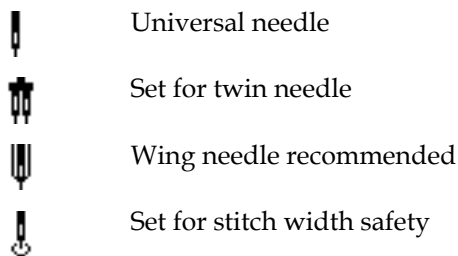 Universal needle
Set for twin needle
Wing needle recommended
Set for stitch width safety